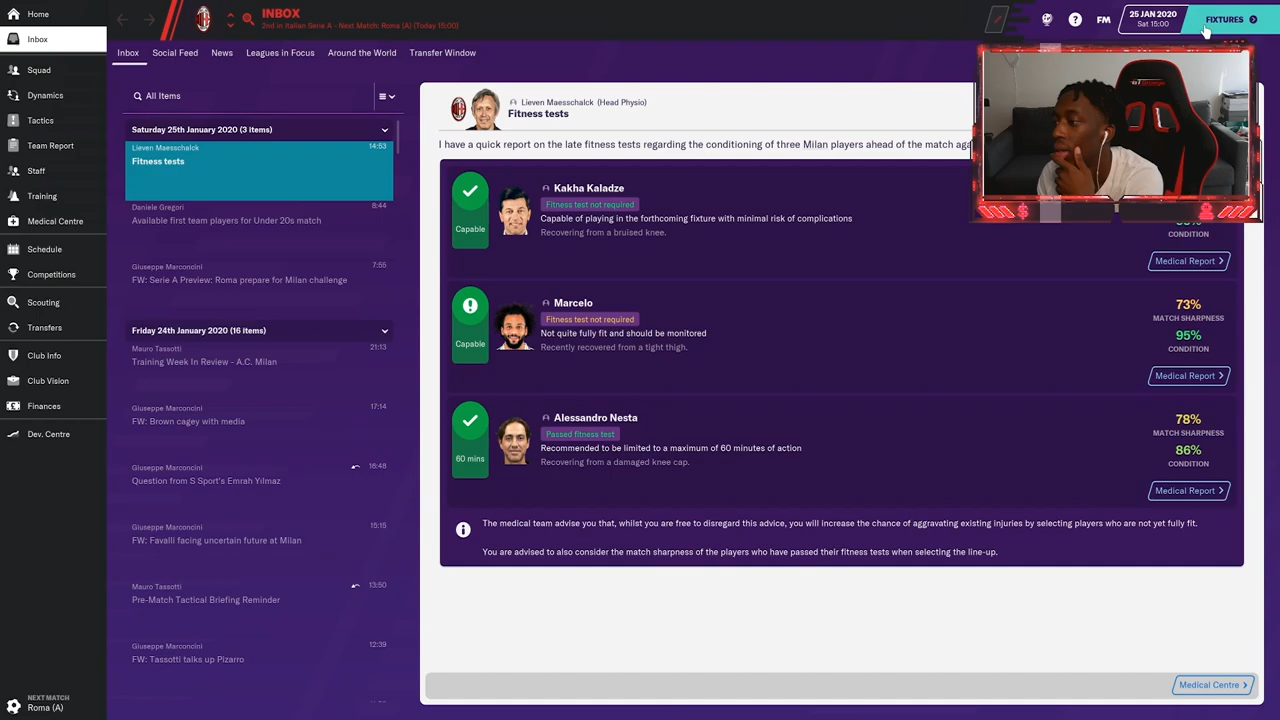 INBOX
2nd in Italian Serie A - Next Match: Roma (A) (Today 15:00)
FM
25 JAN 2020
Sat 15:00
FIXTURES
Home
Inbox
Squad
Dynamics
Tactics
Team Report
Staff
Training
Medical Centre
Schedule
Competitions
Scouting
Transfers
Club Info
Club Vision
Finances
Dev. Centre
NEXT MATCH
Roma (A)
Inbox
Social Feed
News
Leagues in Focus
Around the World
Transfer Window
All Items
Saturday 25th January 2020 (3 items)
Lieven Maesschalck
14:53
Fitness tests
Daniele Gregori
8:44
Available first team players for Under 20s match
Giuseppe Marconcini
7:55
FW: Serie A Preview: Roma prepare for Milan challenge
Friday 24th January 2020 (16 items)
Mauro Tassotti
21:13
Training Week In Review - A.C. Milan
Giuseppe Marconcini
17:14
FW: Brown cagey with media
Giuseppe Marconcini
16:48
Question from S Sport's Emrah Yılmaz
Giuseppe Marconcini
15:15
FW: Favalli facing uncertain future at Milan
Mauro Tassotti
13:50
Pre-Match Tactical Briefing Reminder
Giuseppe Marconcini
12:39
FW: Tassotti talks up Pizarro
Lieven Maesschalck (Head Physio)
Fitness tests
I have a quick report on the late fitness tests regarding the conditioning of three Milan players ahead of the match
Kakha Kaladze
Fitness test not required
Capable of playing in the forthcoming fixture with minimal risk of complications
Recovering from a bruised knee.
Capable
CONDITION
Medical Report
Marcelo
Fitness test not required
Not quite fully fit and should be monitored
Recently recovered from a tight thigh.
Capable
73%
MATCH SHARPNESS
95%
CONDITION
Medical Report
Alessandro Nesta
Passed fitness test
Recommended to be limited to a maximum of 60 minutes of action
Recovering from a damaged knee cap.
60 mins
78%
MATCH SHARPNESS
86%
CONDITION
Medical Report
The medical team advise you that, whilst you are free to disregard this advice, you will increase the chance of aggravating existing injuries by selecting players who are not yet fully fit.
You are advised to also consider the match sharpness of the players who have passed their fitness tests when selecting the line-up.
Medical Centre